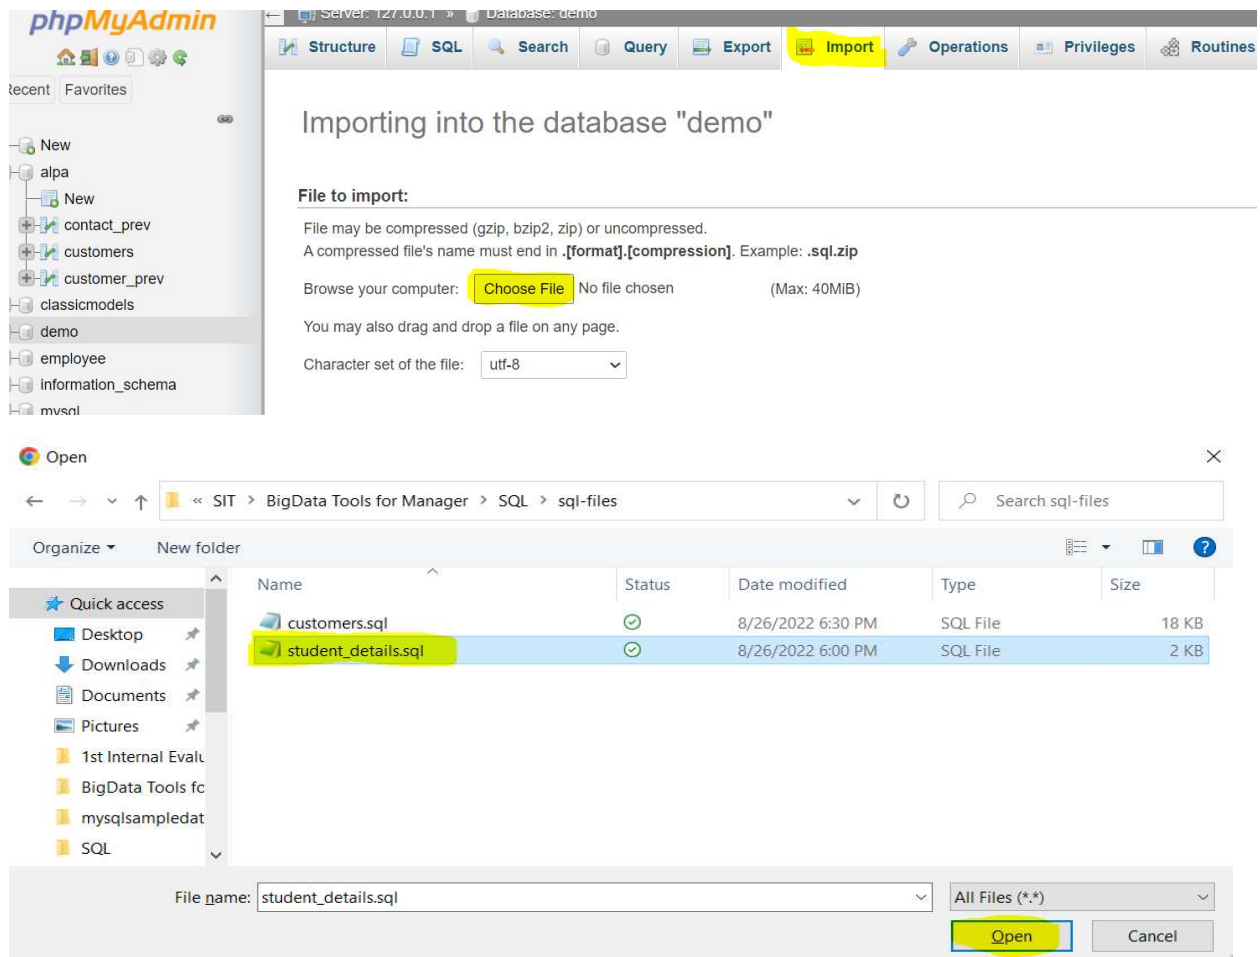 phpMyAdmin
Recent Favorites
New
alpa
New
contact_prev
customers
customer_prev
classicmodels
demo
employee
information_schema
mysql
Server: 127.0.0.1 » Database: demo
Structure SQL Search Query Export Import Operations Privileges Routines
Importing into the database "demo"
File to import:
File may be compressed (gzip, bzip2, zip) or uncompressed.
A compressed file's name must end in .[format].[compression]. Example: .sql.zip
Browse your computer: Choose File No file chosen (Max: 40MiB)
You may also drag and drop a file on any page.
Character set of the file: utf-8
Open
« SIT > BigData Tools for Manager > SQL > sql-files
Search sql-files
Organize New folder
?
Quick access
Desktop
Downloads
Documents
Pictures
1st Internal Evalu
BigData Tools fo
mysqlsampledat
SQL
Name Status Date modified Type Size
customers.sql 8/26/2022 6:30 PM SQL File 18 KB
student_details.sql 8/26/2022 6:00 PM SQL File 2 KB
File name: student_details.sql All Files (*.*)
Open Cancel